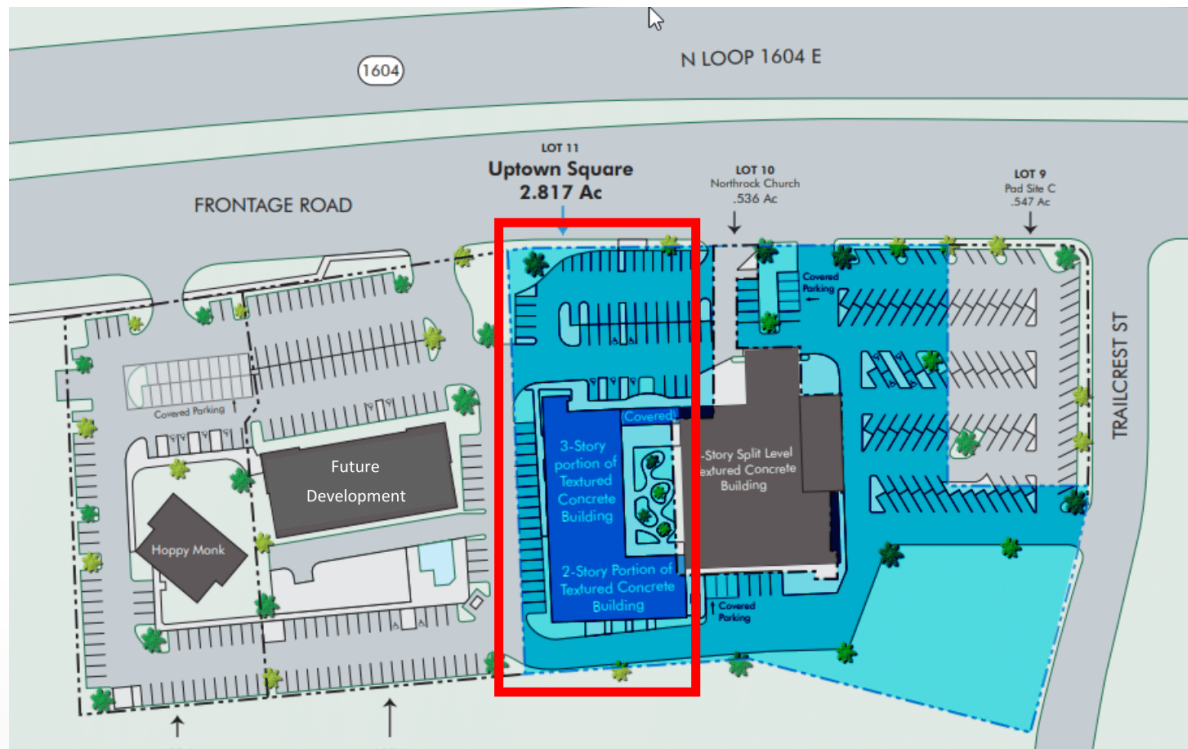 N LOOP 1604 E
1604
LOT 11
Uptown Square
2.817 Ac
LOT 10
Northrock Church
.536 Ac
LOT 9
Pad Site C
.547 Ac
FRONTAGE ROAD
Covered
Parking
TRAILCREST ST
Covered Parking
Covered
3-Story
portion of
Textured
Concrete
Building
-Story Split Level
Textured Concrete
Building
Future
Development
Hoppy Monk
2-Story Portion of
Textured Concrete
Building
Covered
Parking